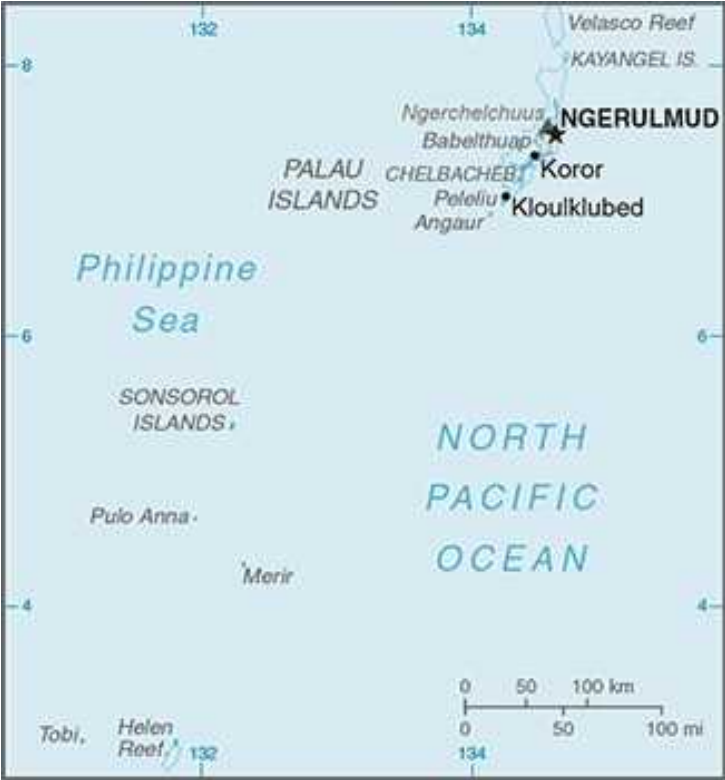 132
134
Velasco Reef
8
KAYANGEL IS.
Ngerchelchuus
NGERULMUD
Babelthuap
PALAU
ISLANDS
CHELBACHEB
Koror
Peleliu
Kloulklubed
Angaur
Philippine
Sea
6
6
SONSOROL
ISLANDS
NORTH
PACIFIC
OCEAN
Pulo Anna
Merir
4
4
0 50 100 km
0 50 100 mi
Tobi
Helen
Reef
132
134